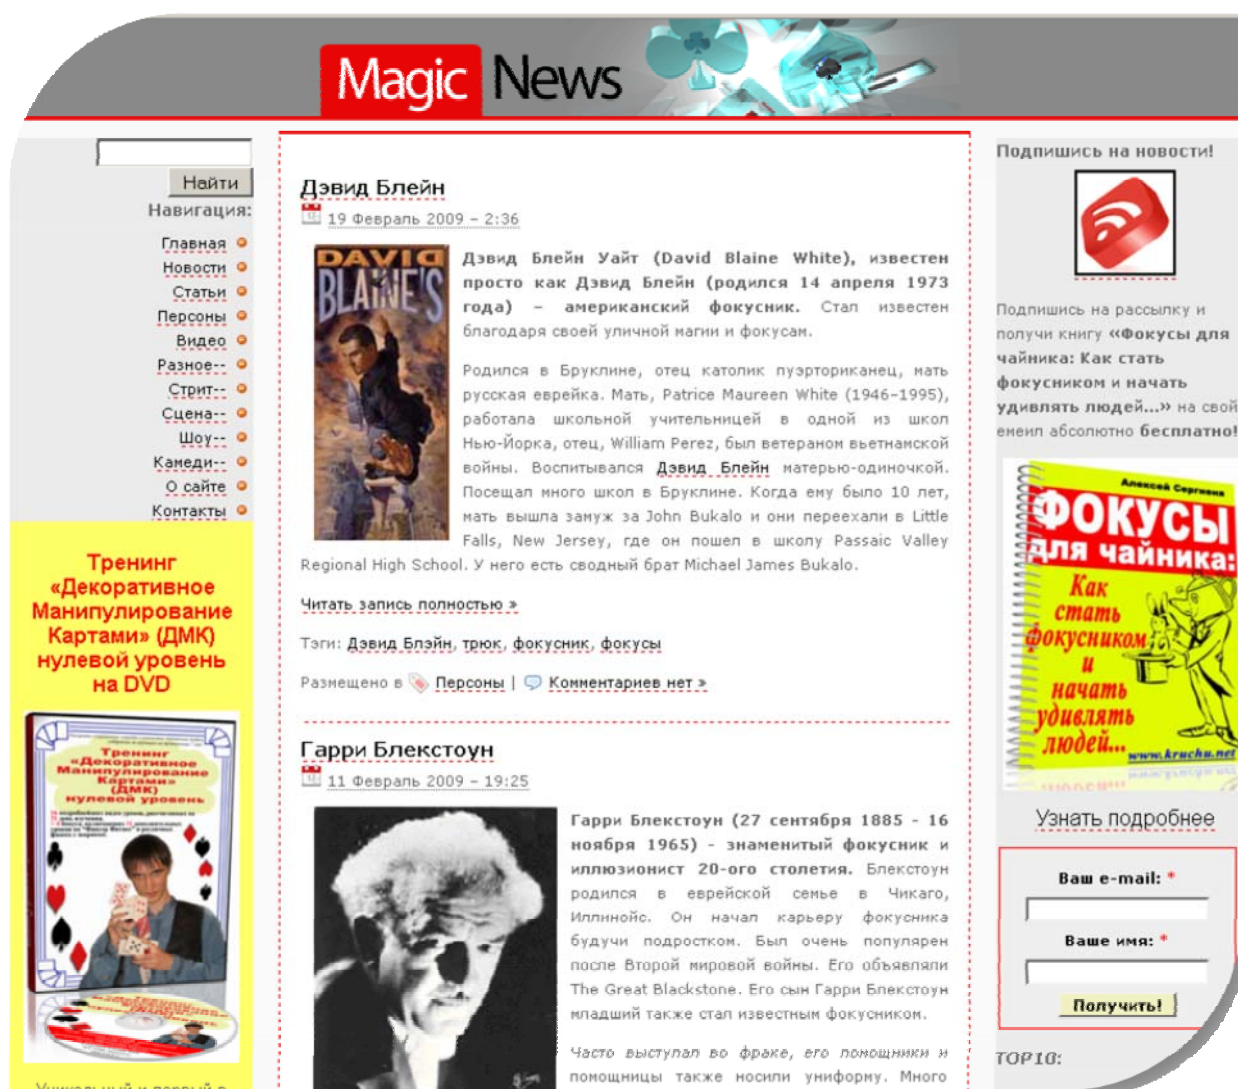 Magic News
Найти
Навигация:
Главная
Новости
Статьи
Персоны
Видео
Разное--
Стрит--
Сцена--
Шоу--
Камеди--
О сайте
Контакты
Тренинг
«Декоративное
Манипулирование
Картами» (ДМК)
нулевой уровень
на DVD
Тренинг
«Декоративное
Манипулирование
Картами»
(ДМК)
нулевой уровень
Уникальный и первый в
Дэвид Блейн
19 Февраль 2009 – 2:36
DAVID
BLAINE'S
Дэвид Блейн Уайт (David Blaine White), известен
просто как Дэвид Блейн (родился 14 апреля 1973
года) – американский фокусник. Стал известен
благодаря своей уличной магии и фокусам.
Родился в Бруклине, отец католик пуэрториканец, мать
русская еврейка. Мать, Patrice Maureen White (1946–1995),
работала школьной учительницей в одной из школ
Нью-Йорка, отец, William Perez, был ветераном вьетнамской
войны. Воспитывался Дэвид Блейн матерью-одиночкой.
Посещал много школ в Бруклине. Когда ему было 10 лет,
мать вышла замуж за John Bukalo и они переехали в Little
Falls, New Jersey, где он пошел в школу Passaic Valley
Regional High School. У него есть сводный брат Michael James Bukalo.
Читать запись полностью »
Тэги: Дэвид Блэйн, трюк, фокусник, фокусы
Размещено в Персоны | Комментариев нет »
Гарри Блекстоун
11 Февраль 2009 – 19:25
Гарри Блекстоун (27 сентября 1885 - 16
ноября 1965) - знаменитый фокусник и
иллюзионист 20-ого столетия. Блекстоун
родился в еврейской семье в Чикаго,
Иллинойс. Он начал карьеру фокусника
будучи подростком. Был очень популярен
после Второй мировой войны. Его объявляли
The Great Blackstone. Его сын Гарри Блекстоун
младший также стал известным фокусником.
Часто выступал во фраке, его помощники и
помощницы также носили униформу. Много
Подпишись на новости!
Подпишись на рассылку и
получи книгу «Фокусы для
чайника: Как стать
фокусником и начать
удивлять людей...» на свой
емеил абсолютно бесплатно!
Алексей Сергиеня
ФОКУСЫ
для чайника:
Как
стать
фокусником
и
начать
удивлять
людей...
www.kruchu.net
Узнать подробнее
Ваш e-mail: *
Ваше имя: *
Получить!
TOP10: